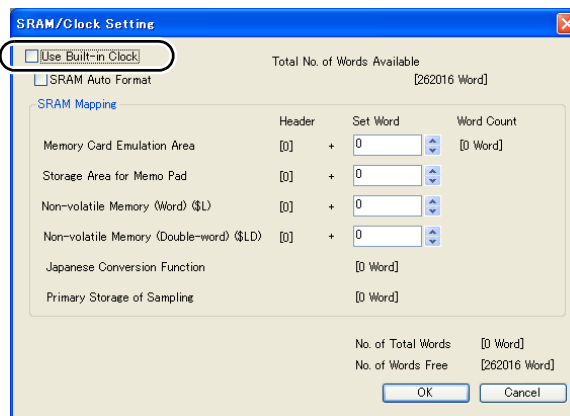 SRAM/Clock Setting
Use Built-in Clock
Total No. of Words Available
SRAM Auto Format [262016 Word]
SRAM Mapping
Header Set Word Word Count
Memory Card Emulation Area [0] + 0 [0 Word]
Storage Area for Memo Pad [0] + 0
Non-volatile Memory (Word) ($L) [0] + 0
Non-volatile Memory (Double-word) ($LD) [0] + 0
Japanese Conversion Function [0 Word]
Primary Storage of Sampling [0 Word]
No. of Total Words [0 Word]
No. of Words Free [262016 Word]
OK Cancel